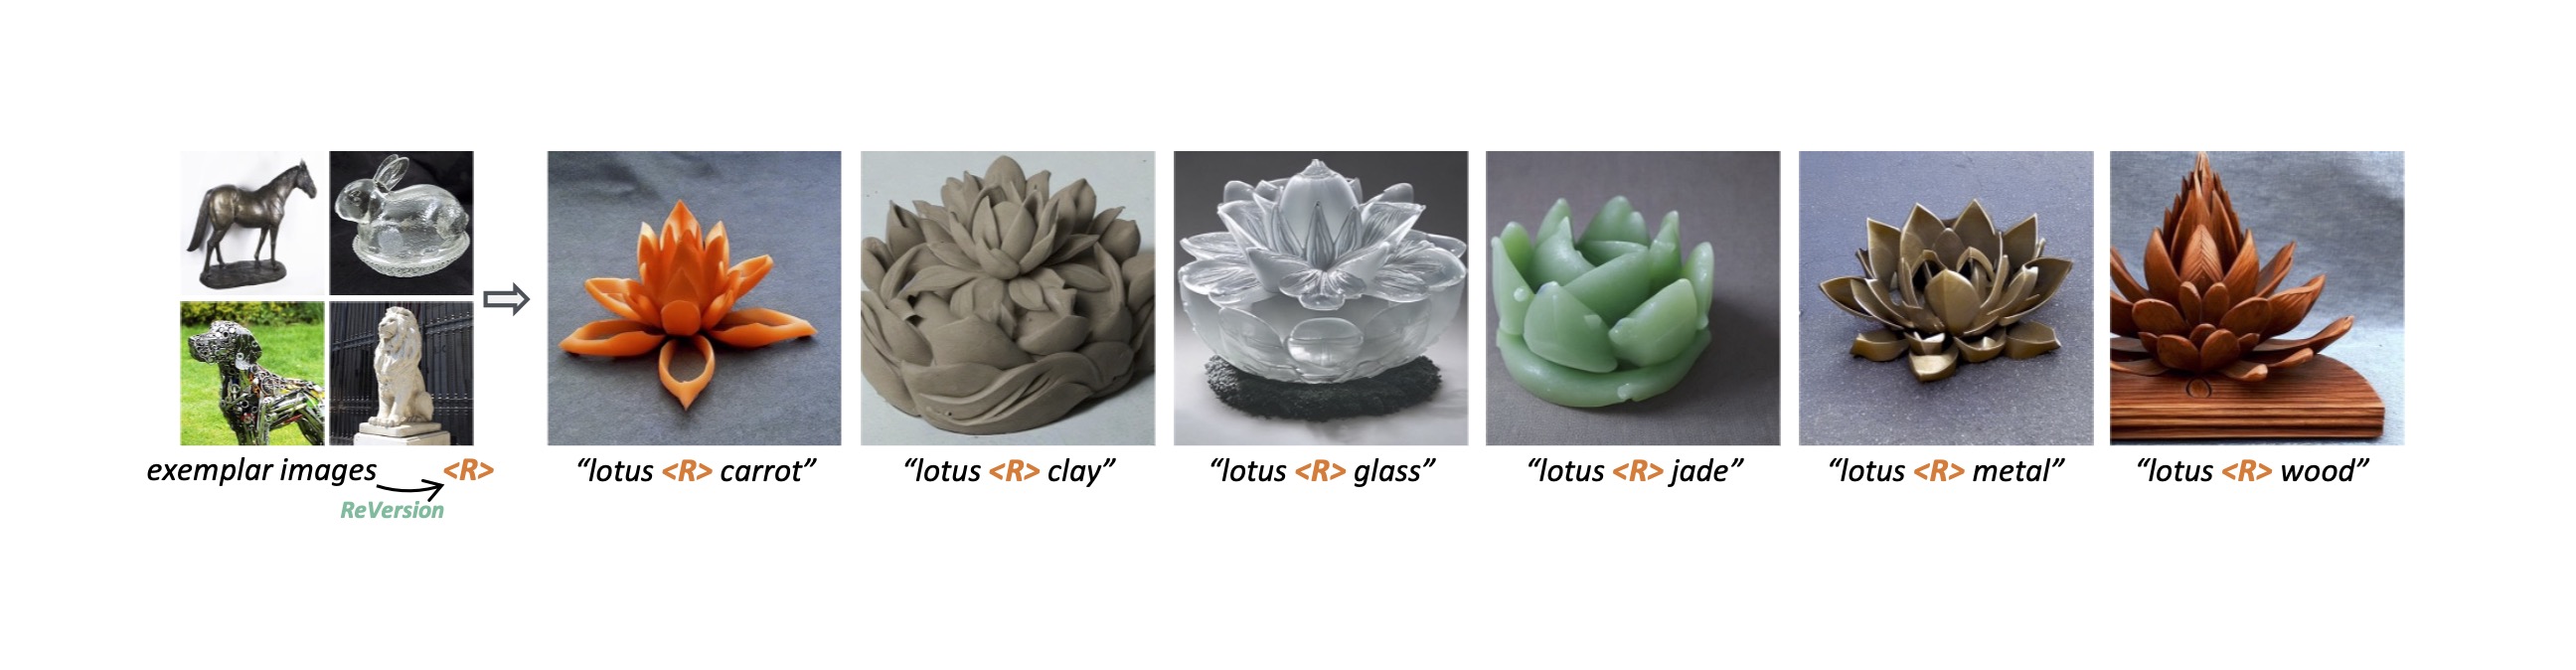 exemplar images <R>
ReVersion
“lotus <R> carrot”
“lotus <R> clay”
“lotus <R> glass”
“lotus <R> jade”
“lotus <R> metal”
“lotus <R> wood”